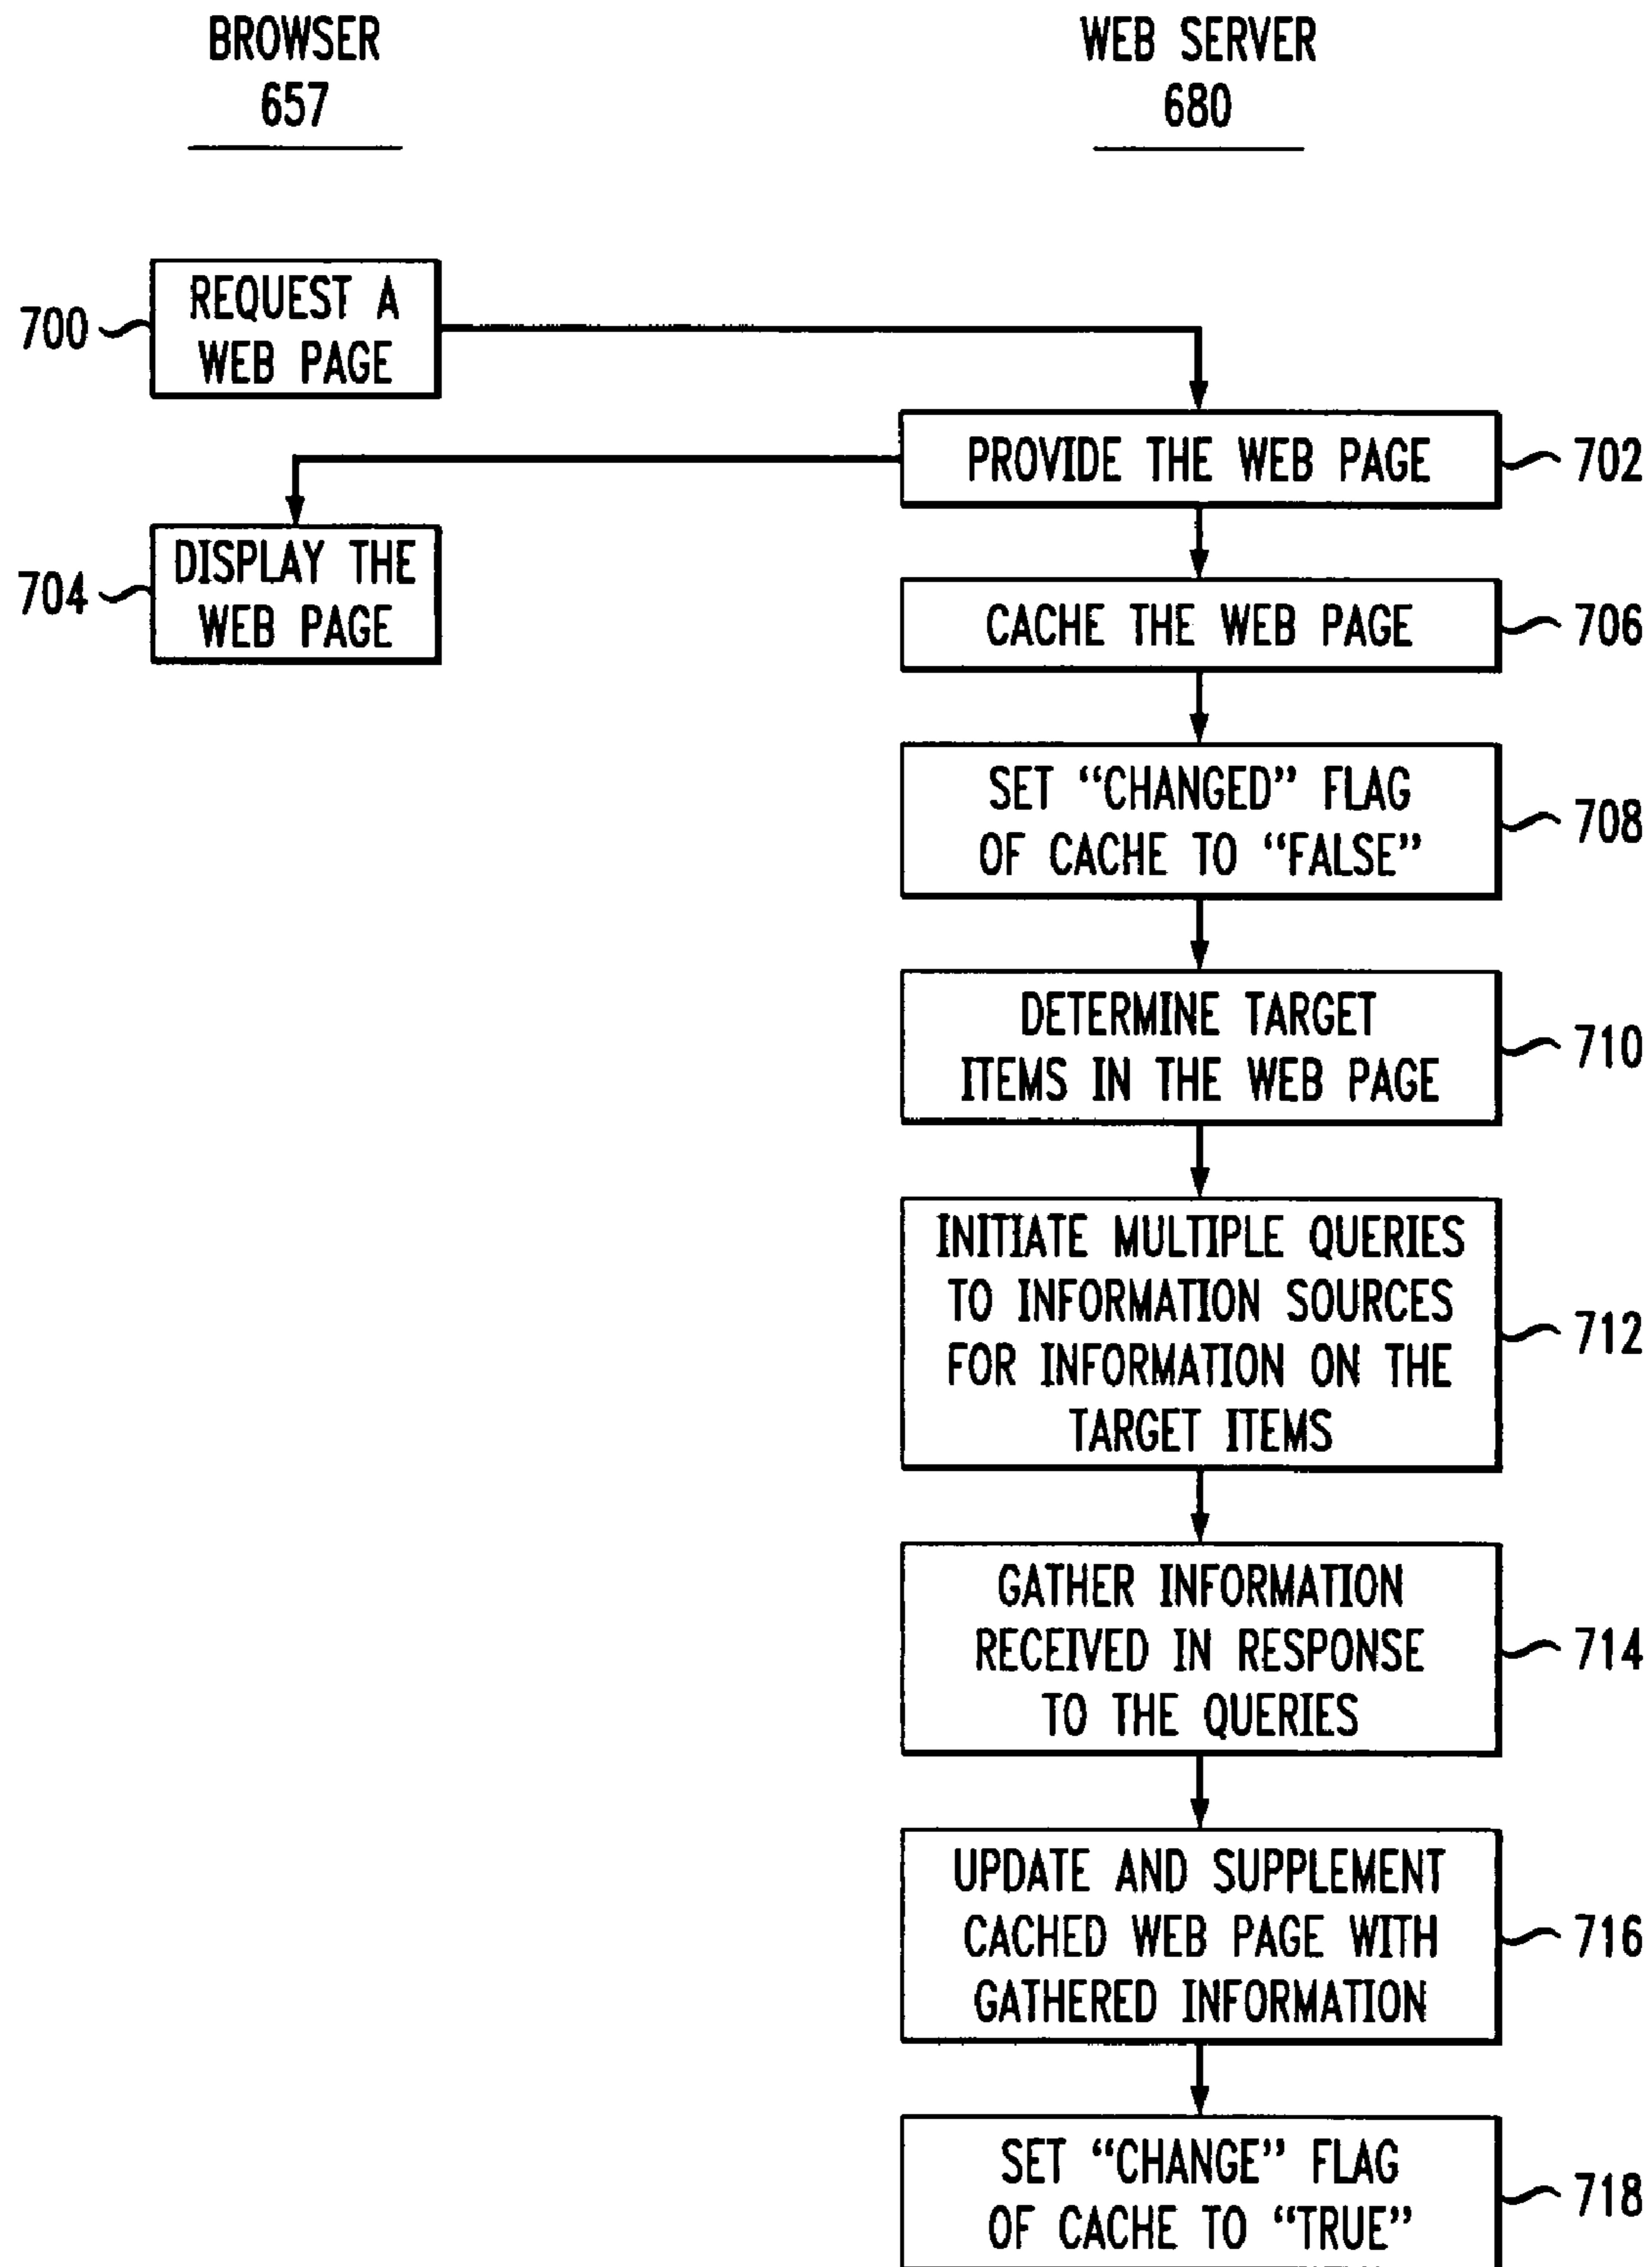 BROWSER
657
WEB SERVER
680
700
REQUEST A
WEB PAGE
PROVIDE THE WEB PAGE
702
704
DISPLAY THE
WEB PAGE
CACHE THE WEB PAGE
706
SET “CHANGED” FLAG
OF CACHE TO “FALSE”
708
DETERMINE TARGET
ITEMS IN THE WEB PAGE
710
INITIATE MULTIPLE QUERIES
TO INFORMATION SOURCES
FOR INFORMATION ON THE
TARGET ITEMS
712
GATHER INFORMATION
RECEIVED IN RESPONSE
TO THE QUERIES
714
UPDATE AND SUPPLEMENT
CACHED WEB PAGE WITH
GATHERED INFORMATION
716
SET “CHANGE” FLAG
OF CACHE TO “TRUE”
718